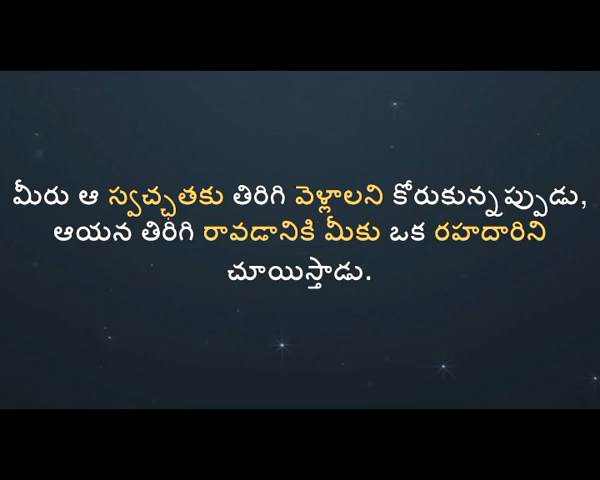 మీరు ఆ స్వచ్ఛతకు తిరిగి వెళ్లాలని కోరుకున్నప్పుడు,
ఆయన తిరిగి రావడానికి మీకు ఒక రహదారిని
చూయిస్తాడు.